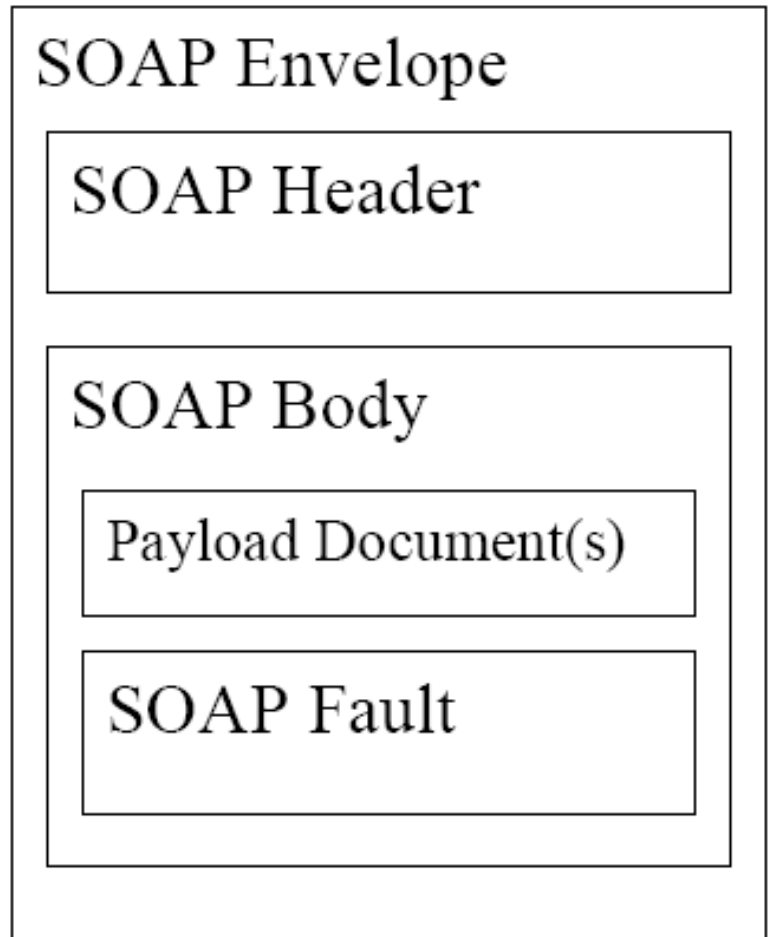 SOAP Envelope
SOAP Header
SOAP Body
Payload Document(s)
SOAP Fault